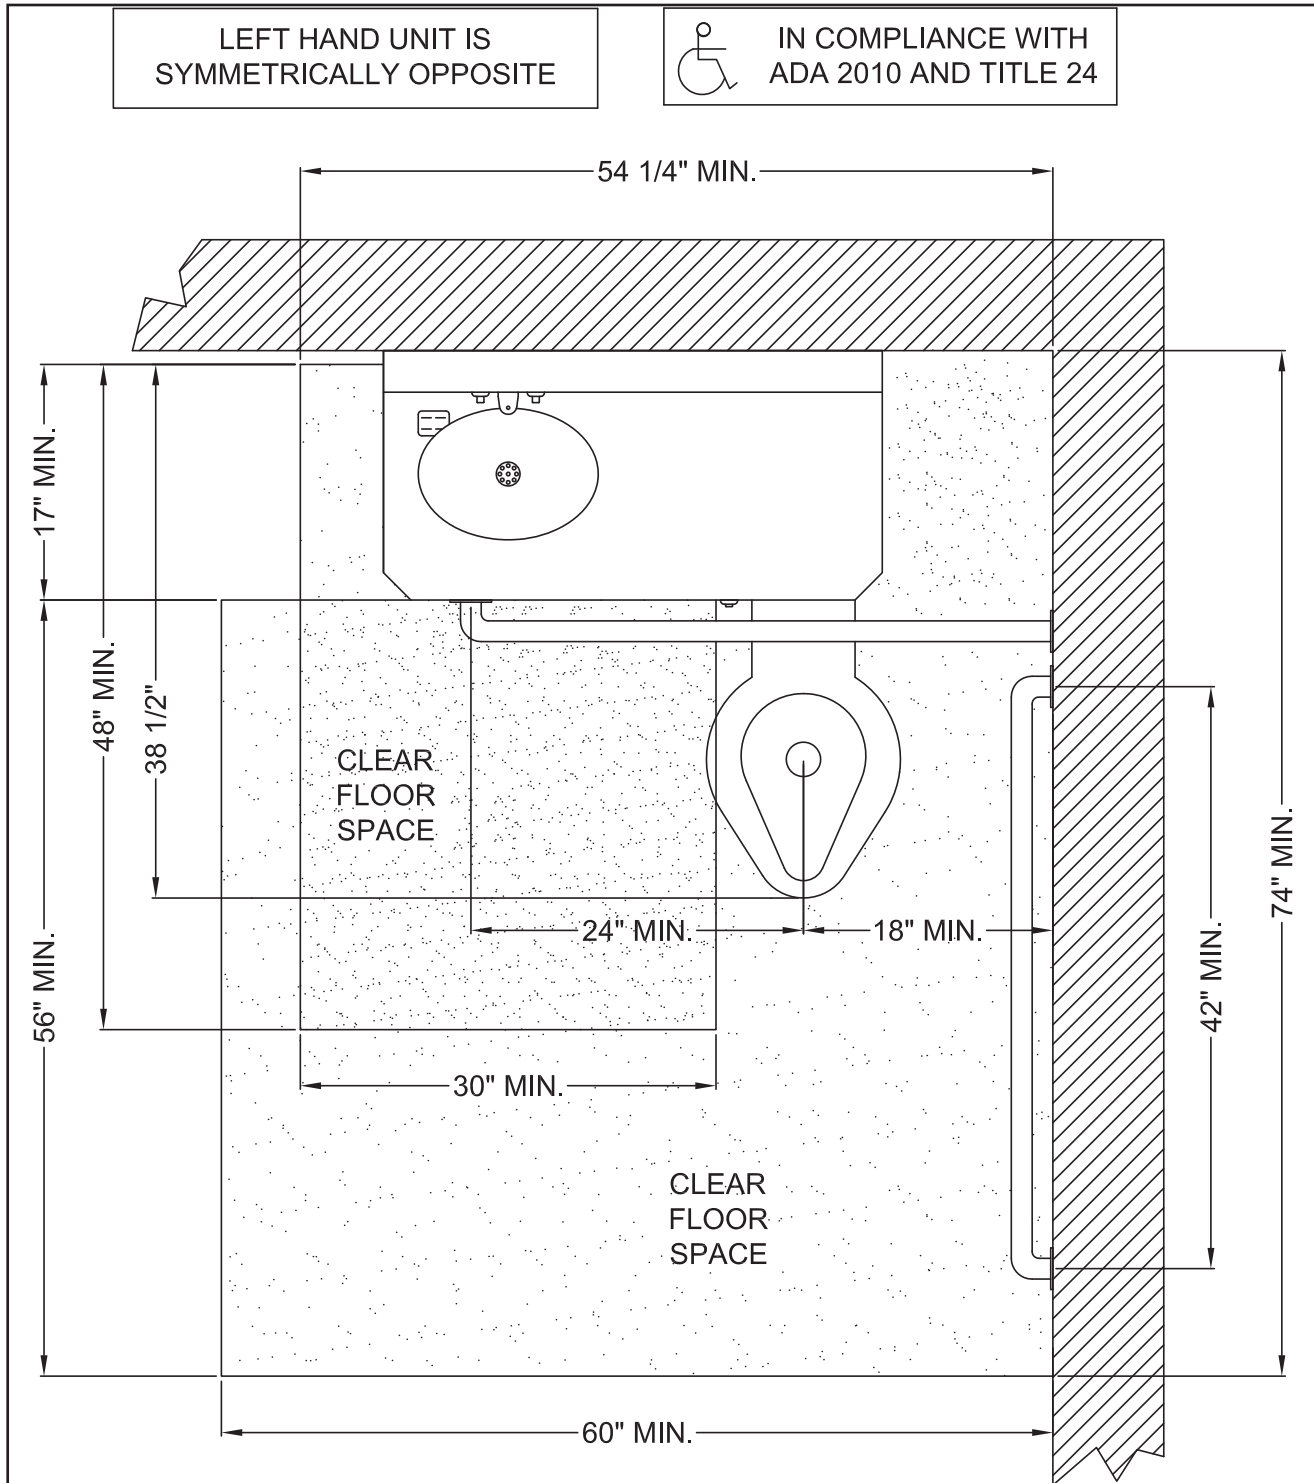 LEFT HAND UNIT IS
SYMMETRICALLY OPPOSITE
IN COMPLIANCE WITH
ADA 2010 AND TITLE 24
54 1/4" MIN.
17" MIN.
48" MIN.
38 1/2"
CLEAR
FLOOR
SPACE
74" MIN.
24" MIN.
18" MIN.
56" MIN.
42" MIN.
30" MIN.
CLEAR
FLOOR
SPACE
60" MIN.